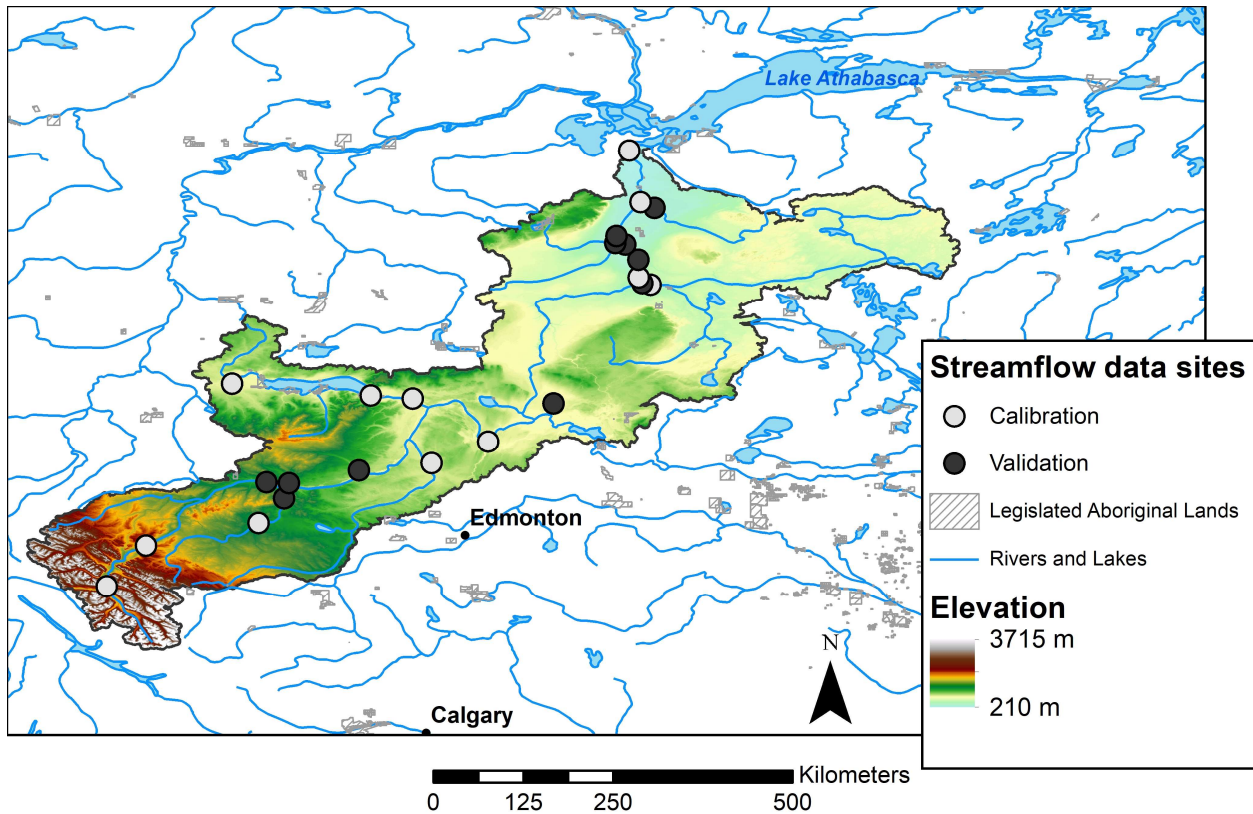 Lake Athabasca
Streamflow data sites
Calibration
Validation
Legislated Aboriginal Lands
Rivers and Lakes
Elevation
3715 m
210 m
Edmonton
N
Calgary
Kilometers
0 125 250 500